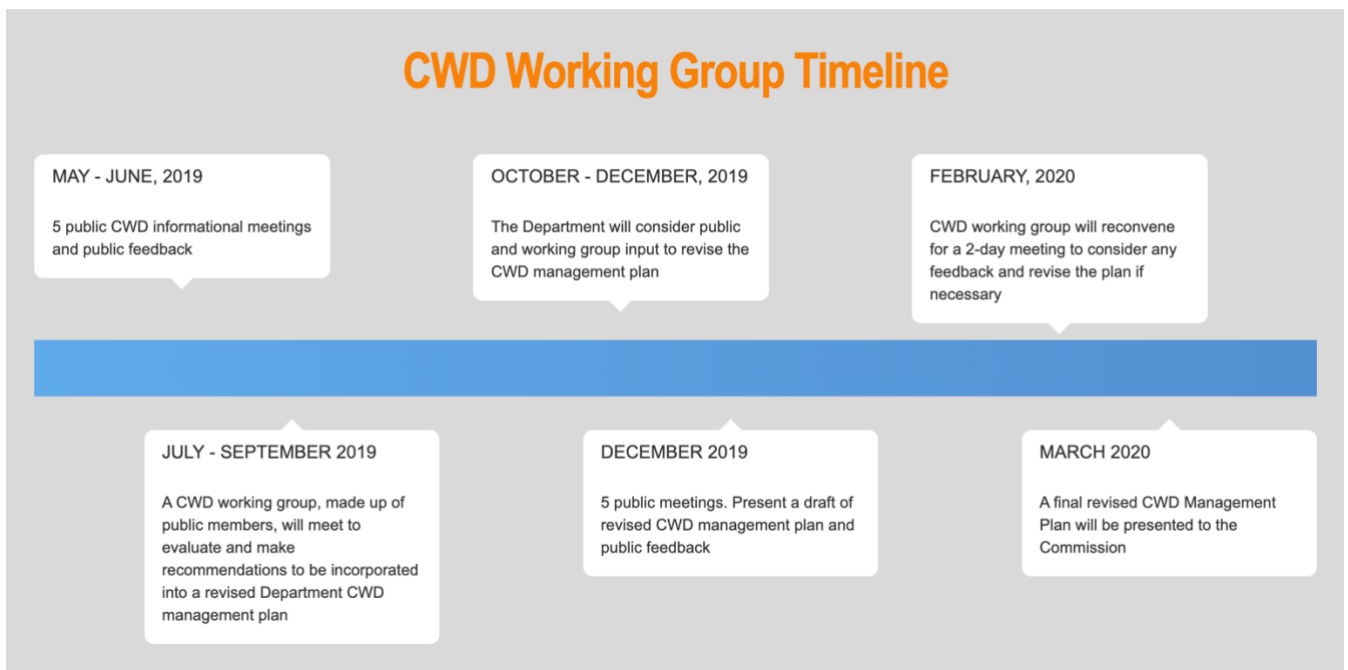 CWD Working Group Timeline
MAY - JUNE, 2019
5 public CWD informational meetings
and public feedback
JULY - SEPTEMBER 2019
A CWD working group, made up of
public members, will meet to
evaluate and make
recommendations to be incorporated
into a revised Department CWD
management plan
OCTOBER - DECEMBER, 2019
The Department will consider public
and working group input to revise the
CWD management plan
DECEMBER 2019
5 public meetings. Present a draft of
revised CWD management plan and
public feedback
FEBRUARY, 2020
CWD working group will reconvene
for a 2-day meeting to consider any
feedback and revise the plan if
necessary
MARCH 2020
A final revised CWD Management
Plan will be presented to the
Commission